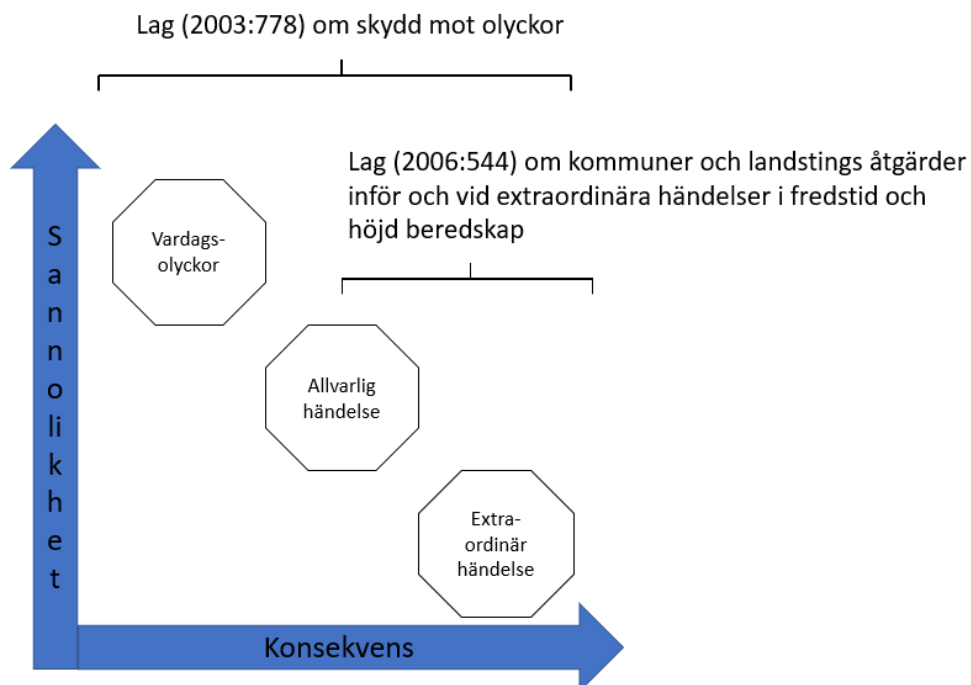 Lag (2003:778) om skydd mot olyckor
Lag (2006:544) om kommuner och landstings åtgärder
inför och vid extraordinära händelser i fredstid och
höjd beredskap
Sannolikhet
Vardags-
olyckor
Allvarlig
händelse
Extra-
ordinär
händelse
Konsekvens